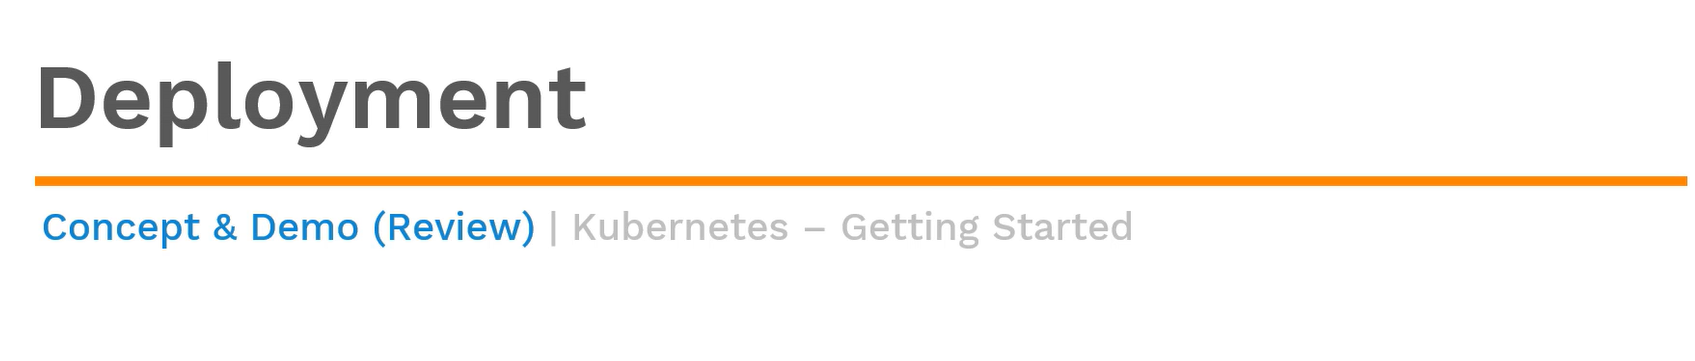 Deployment
Concept & Demo (Review) | Kubernetes – Getting Started